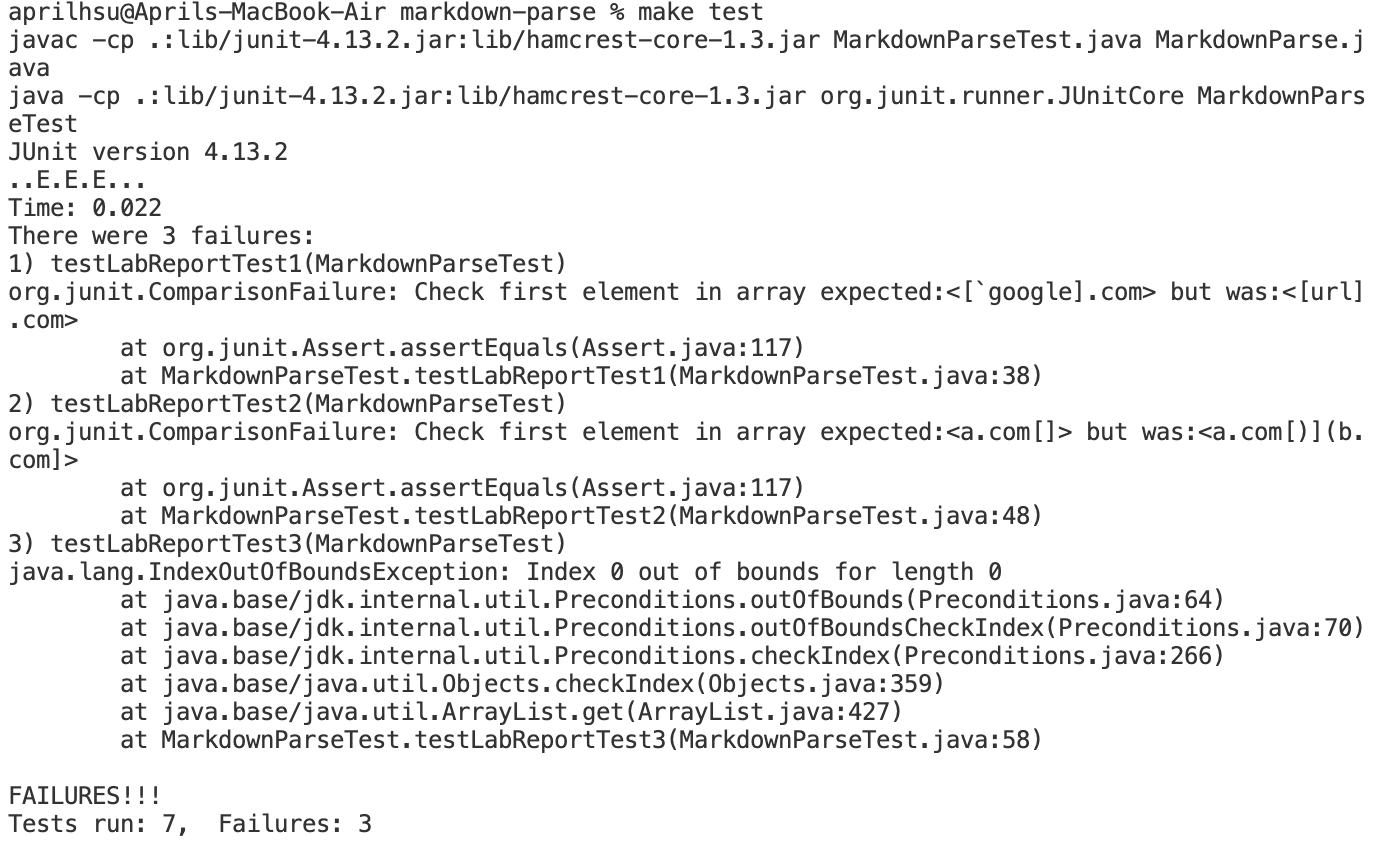 aprilhsu@Aprils-MacBook-Air markdown-parse % make test
javac -cp .:lib/junit-4.13.2.jar:lib/hamcrest-core-1.3.jar MarkdownParseTest.java MarkdownParse.j
ava
java -cp .:lib/junit-4.13.2.jar:lib/hamcrest-core-1.3.jar org.junit.runner.JUnitCore MarkdownPars
eTest
JUnit version 4.13.2
..E.E.E...
Time: 0.022
There were 3 failures:
1) testLabReportTest1(MarkdownParseTest)
org.junit.ComparisonFailure: Check first element in array expected:<[`google].com> but was:<[url]
.com>
        at org.junit.Assert.assertEquals(Assert.java:117)
        at MarkdownParseTest.testLabReportTest1(MarkdownParseTest.java:38)
2) testLabReportTest2(MarkdownParseTest)
org.junit.ComparisonFailure: Check first element in array expected:<a.com[]> but was:<a.com[)](b.
com]>
        at org.junit.Assert.assertEquals(Assert.java:117)
        at MarkdownParseTest.testLabReportTest2(MarkdownParseTest.java:48)
3) testLabReportTest3(MarkdownParseTest)
java.lang.IndexOutOfBoundsException: Index 0 out of bounds for length 0
        at java.base/jdk.internal.util.Preconditions.outOfBounds(Preconditions.java:64)
        at java.base/jdk.internal.util.Preconditions.outOfBoundsCheckIndex(Preconditions.java:70)
        at java.base/jdk.internal.util.Preconditions.checkIndex(Preconditions.java:266)
        at java.base/java.util.Objects.checkIndex(Objects.java:359)
        at java.base/java.util.ArrayList.get(ArrayList.java:427)
        at MarkdownParseTest.testLabReportTest3(MarkdownParseTest.java:58)

FAILURES!!!
Tests run: 7,  Failures: 3